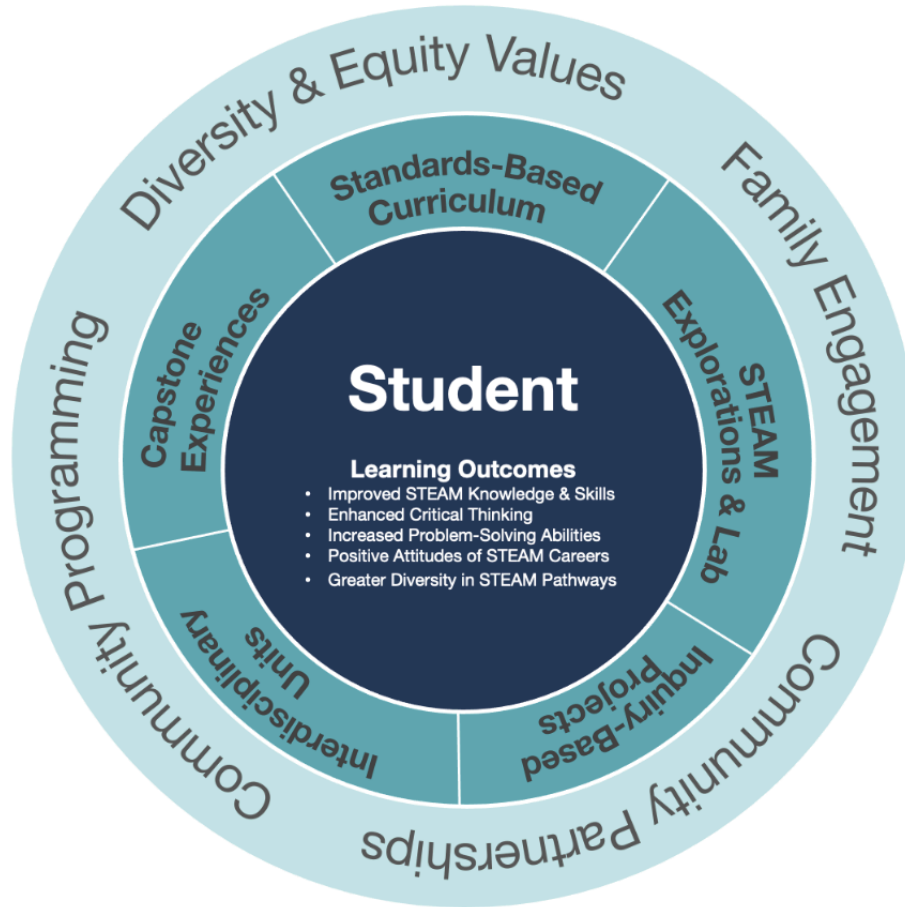 Diversity & Equity Values
Family Engagement
Community Partnerships
Community Programming
Standards-Based
Curriculum
STEAM
Explorations & Lab
Inquiry-Based
Projects
Interdisciplinary
Units
Capstone
Experiences
Student
Learning Outcomes
• Improved STEAM Knowledge & Skills
• Enhanced Critical Thinking
• Increased Problem-Solving Abilities
• Positive Attitudes of STEAM Careers
• Greater Diversity in STEAM Pathways